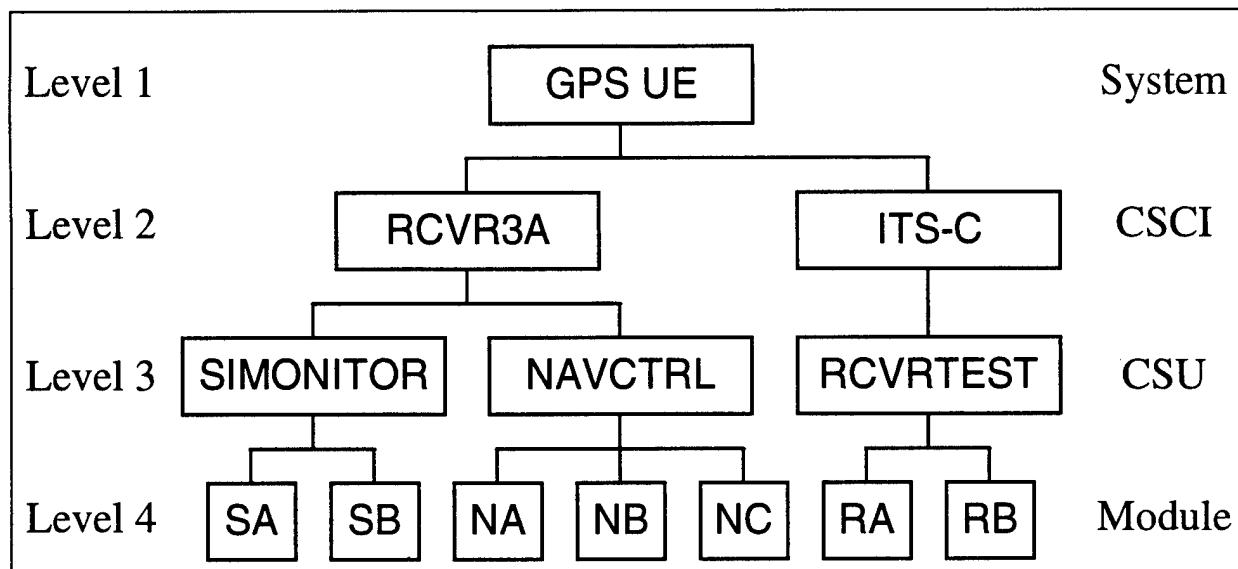 Level 1 GPS UE System
Level 2 RCVR3A ITS-C CSCI
Level 3 SIMONITOR NAVCTRL RCVRTEST CSU
Level 4 SA SB NA NB NC RA RB Module